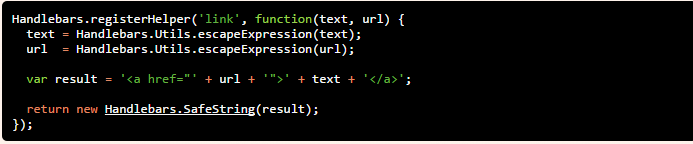 Handlebars.registerHelper('link', function(text, url) {
  text = Handlebars.Utils.escapeExpression(text);
  url  = Handlebars.Utils.escapeExpression(url);

  var result = '<a href="' + url + '">' + text + '</a>';

  return new Handlebars.SafeString(result);
});